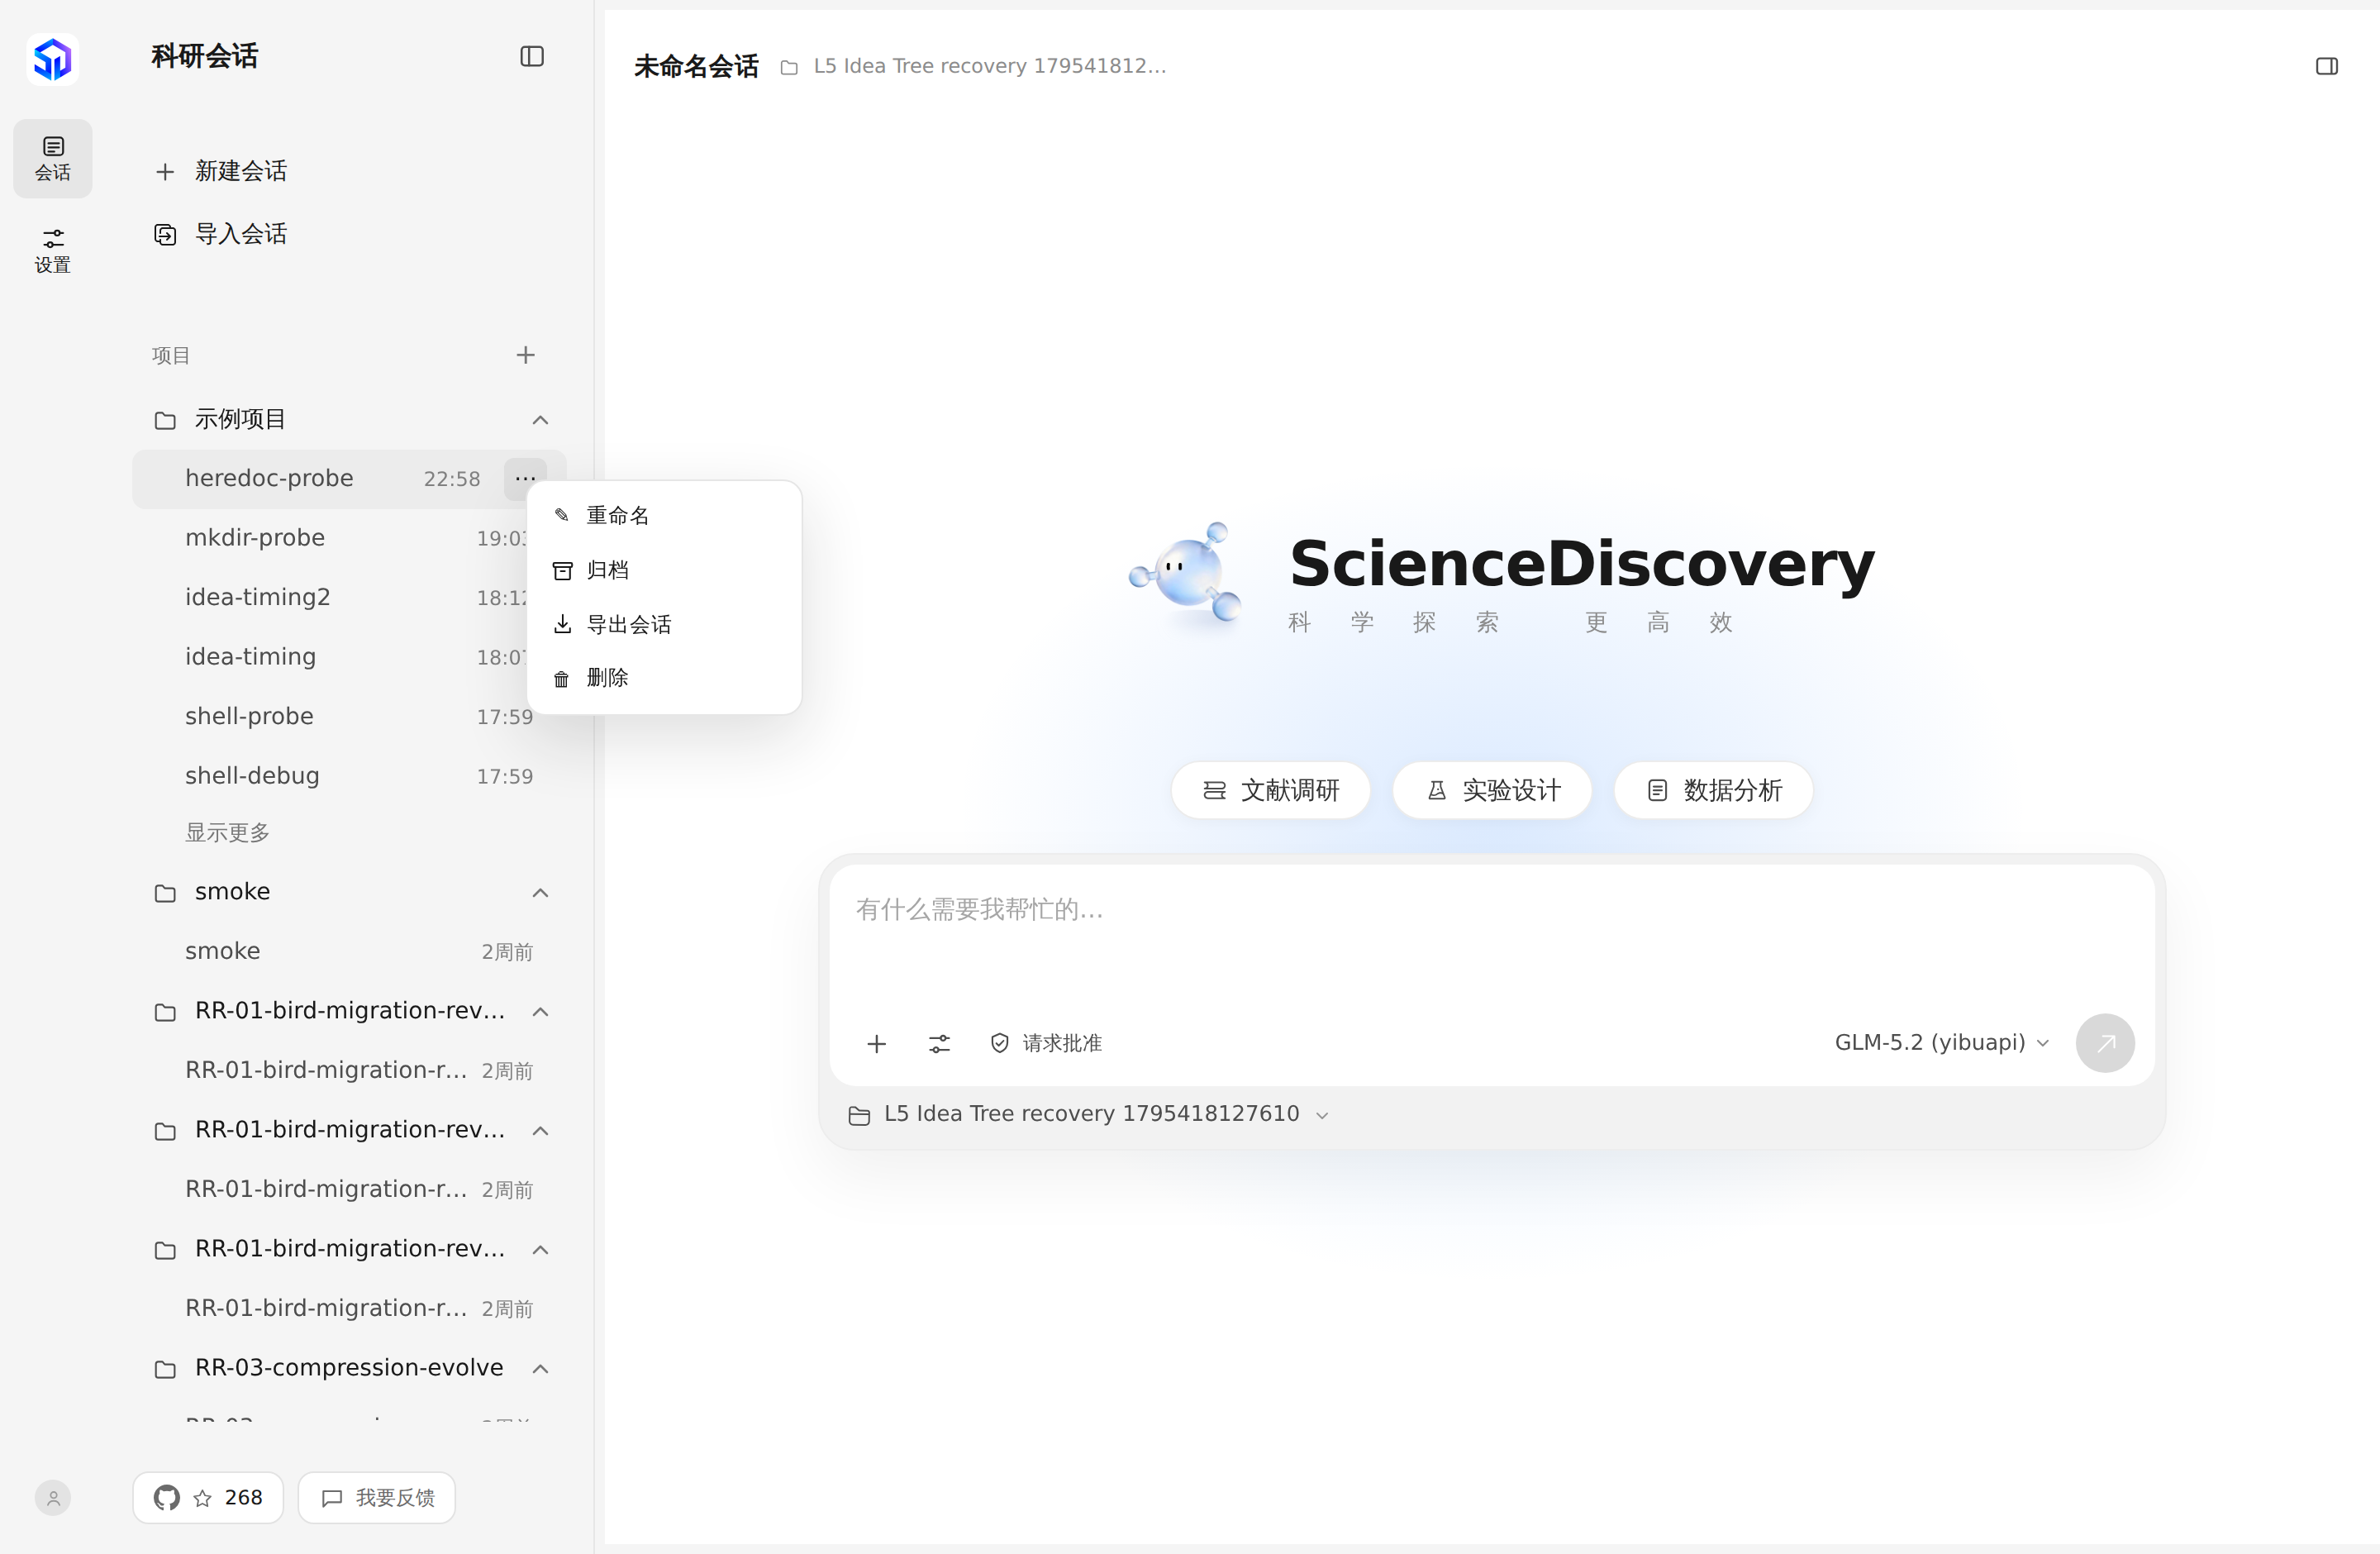 科研会话
会话
设置
新建会话
导入会话
项目
示例项目
heredoc-probe 22:58
mkdir-probe
idea-timing2
idea-timing
shell-probe 17:59
shell-debug 17:59
显示更多
smoke
smoke 2周前
RR-01-bird-migration-rev...
RR-01-bird-migration-r... 2周前
RR-01-bird-migration-rev...
RR-01-bird-migration-r... 2周前
RR-01-bird-migration-rev...
RR-01-bird-migration-r... 2周前
RR-03-compression-evolve
268
我要反馈
重命名
归档
导出会话
删除
未命名会话 L5 Idea Tree recovery 179541812...
ScienceDiscovery
科学探索 更高效
文献调研 实验设计 数据分析
有什么需要我帮忙的...
请求批准 GLM-5.2 (yibuapi)
L5 Idea Tree recovery 1795418127610